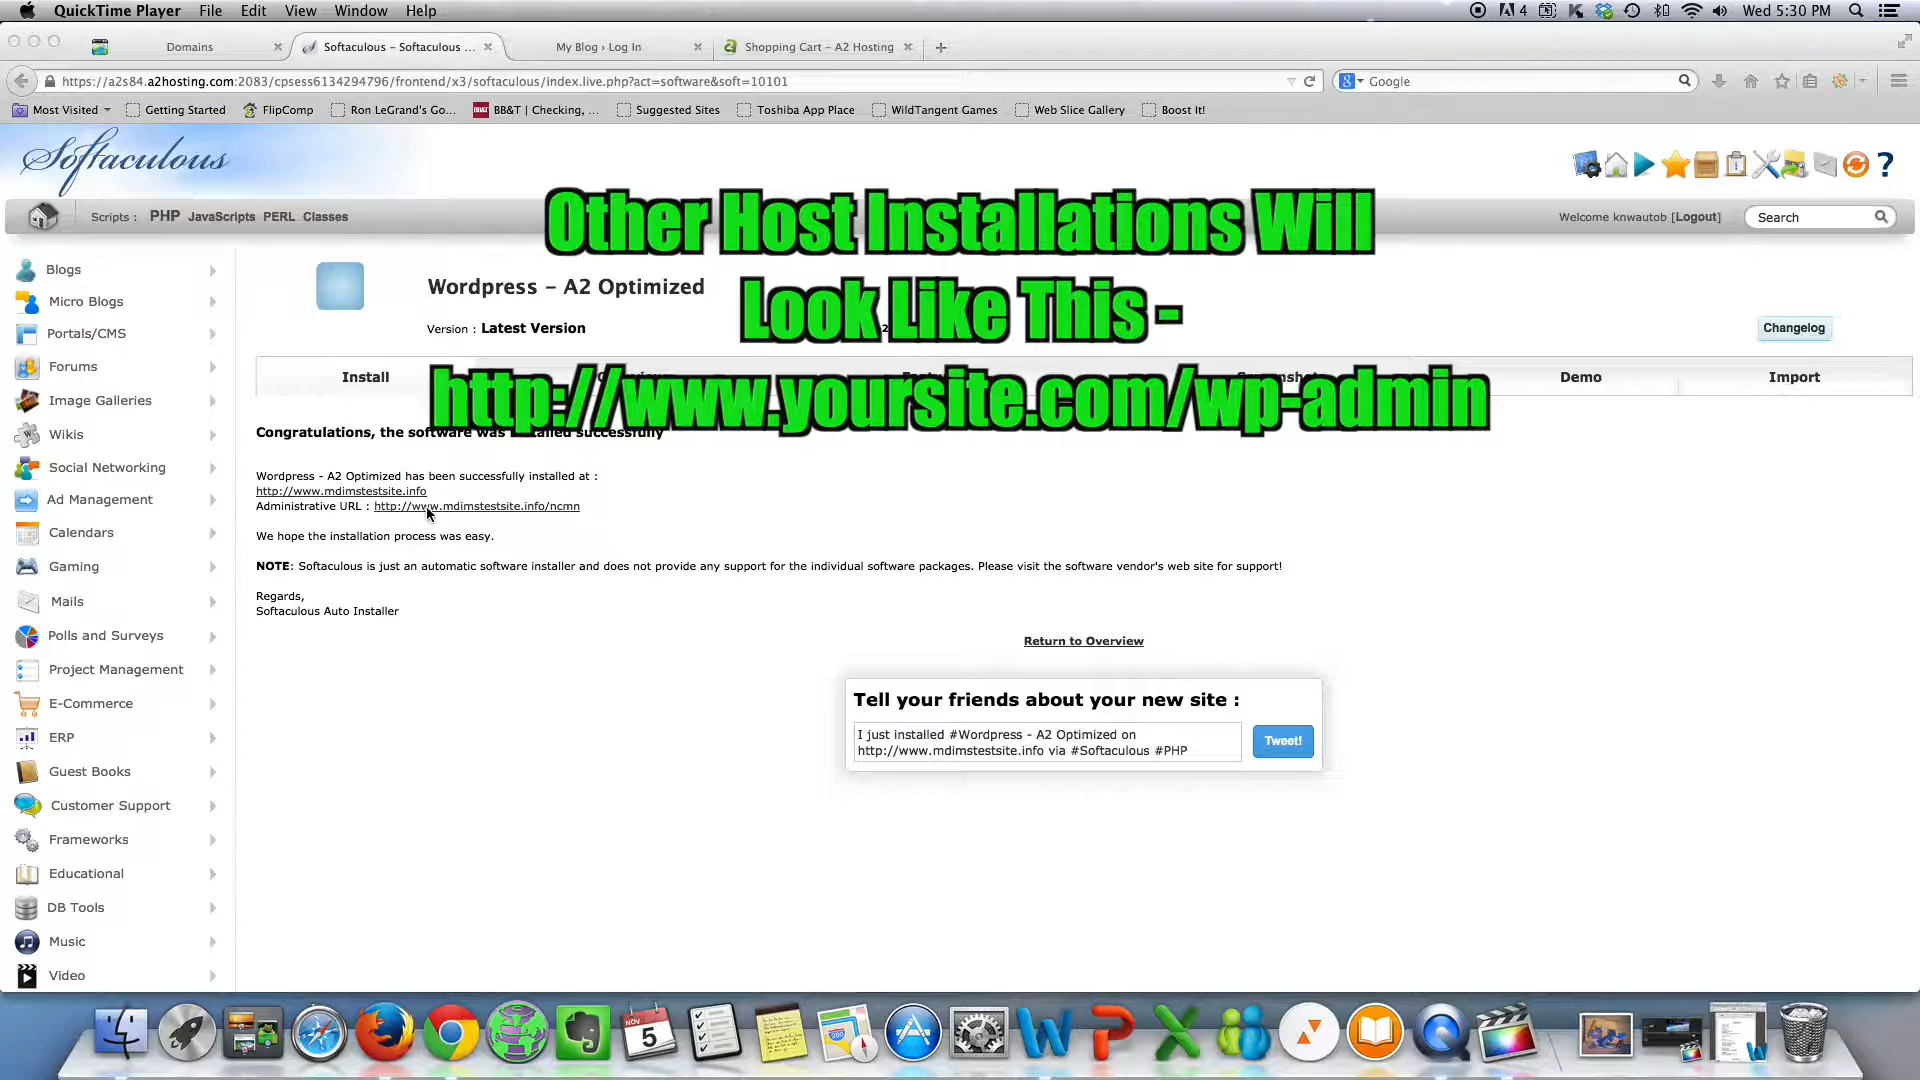 QuickTime Player File Edit View Window Help
4 Wed 5:30 PM
Domains
Softaculous - Softaculous ...
My Blog › Log In
Shopping Cart - A2 Hosting
https://a2s84.a2hosting.com:2083/cpsess6134294796/frontend/x3/softaculous/index.live.php?act=software&soft=10101
Google
Most Visited Getting Started FlipComp Ron LeGrand's Go... BB&T | Checking, ... Suggested Sites Toshiba App Place WildTangent Games Web Slice Gallery Boost It!
Softaculous
Scripts : PHP JavaScripts PERL Classes
Welcome knwautob [Logout]
Search
Other Host Installations Will
Look Like This -
http://www.yoursite.com/wp-admin
Blogs
Micro Blogs
Portals/CMS
Forums
Image Galleries
Wikis
Social Networking
Ad Management
Calendars
Gaming
Mails
Polls and Surveys
Project Management
E-Commerce
ERP
Guest Books
Customer Support
Frameworks
Educational
DB Tools
Music
Video
Wordpress - A2 Optimized
Version : Latest Version
Changelog
Install
Demo
Import
Congratulations, the software was installed successfully
Wordpress - A2 Optimized has been successfully installed at :
http://www.mdimstestsite.info
Administrative URL : http://www.mdimstestsite.info/ncmn
We hope the installation process was easy.
NOTE: Softaculous is just an automatic software installer and does not provide any support for the individual software packages. Please visit the software vendor's web site for support!
Regards,
Softaculous Auto Installer
Return to Overview
Tell your friends about your new site :
I just installed #Wordpress - A2 Optimized on
http://www.mdimstestsite.info via #Softaculous #PHP
Tweet!
NOV
5